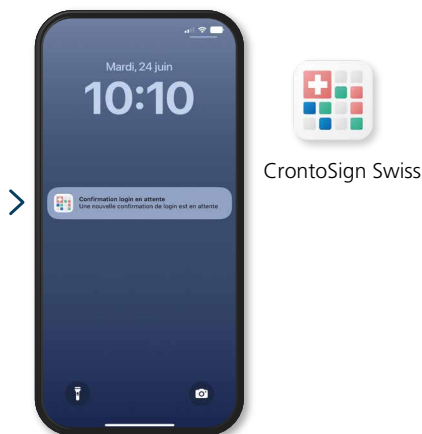 Mardi, 24 juin
10:10
Confirmation login en attente
Une nouvelle confirmation de login est en attente
CrontoSign Swiss